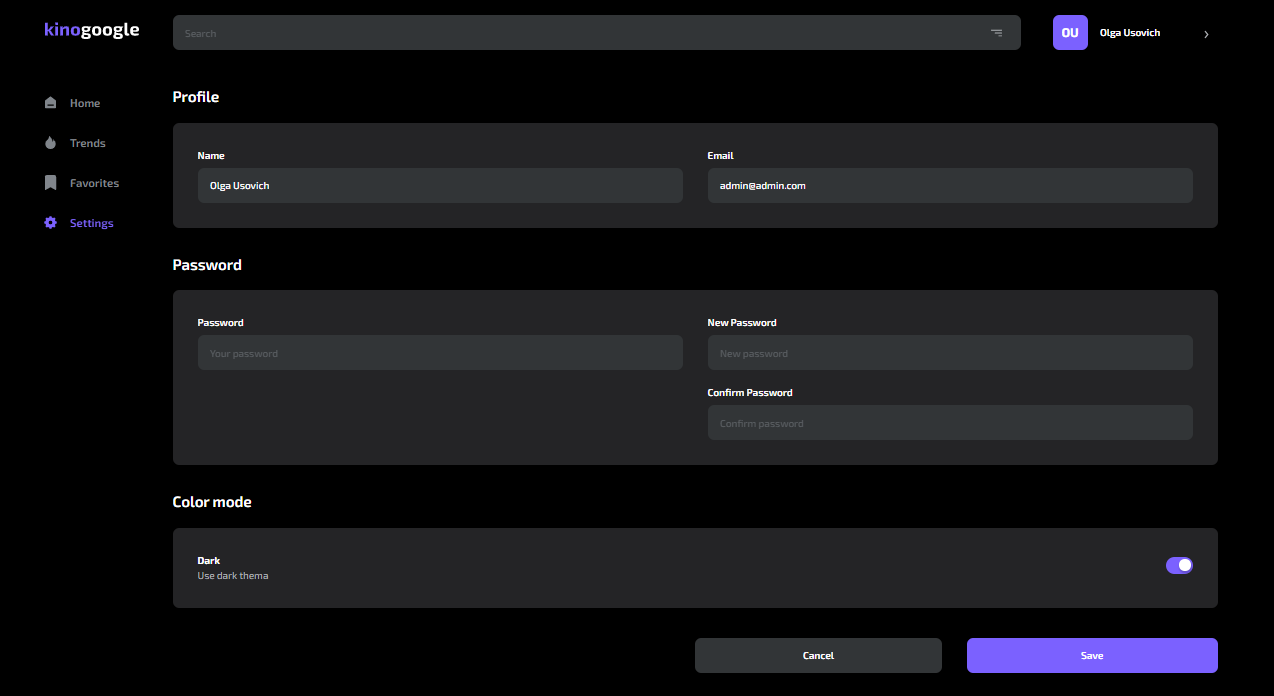 kinogoogle
Search
OU
Olga Usovich
Home
Trends
Favorites
Settings
Profile
Name
Email
Olga Usovich
admin@admin.com
Password
Password
New Password
Your password
New password
Confirm Password
Confirm password
Color mode
Dark
Use dark thema
Cancel
Save